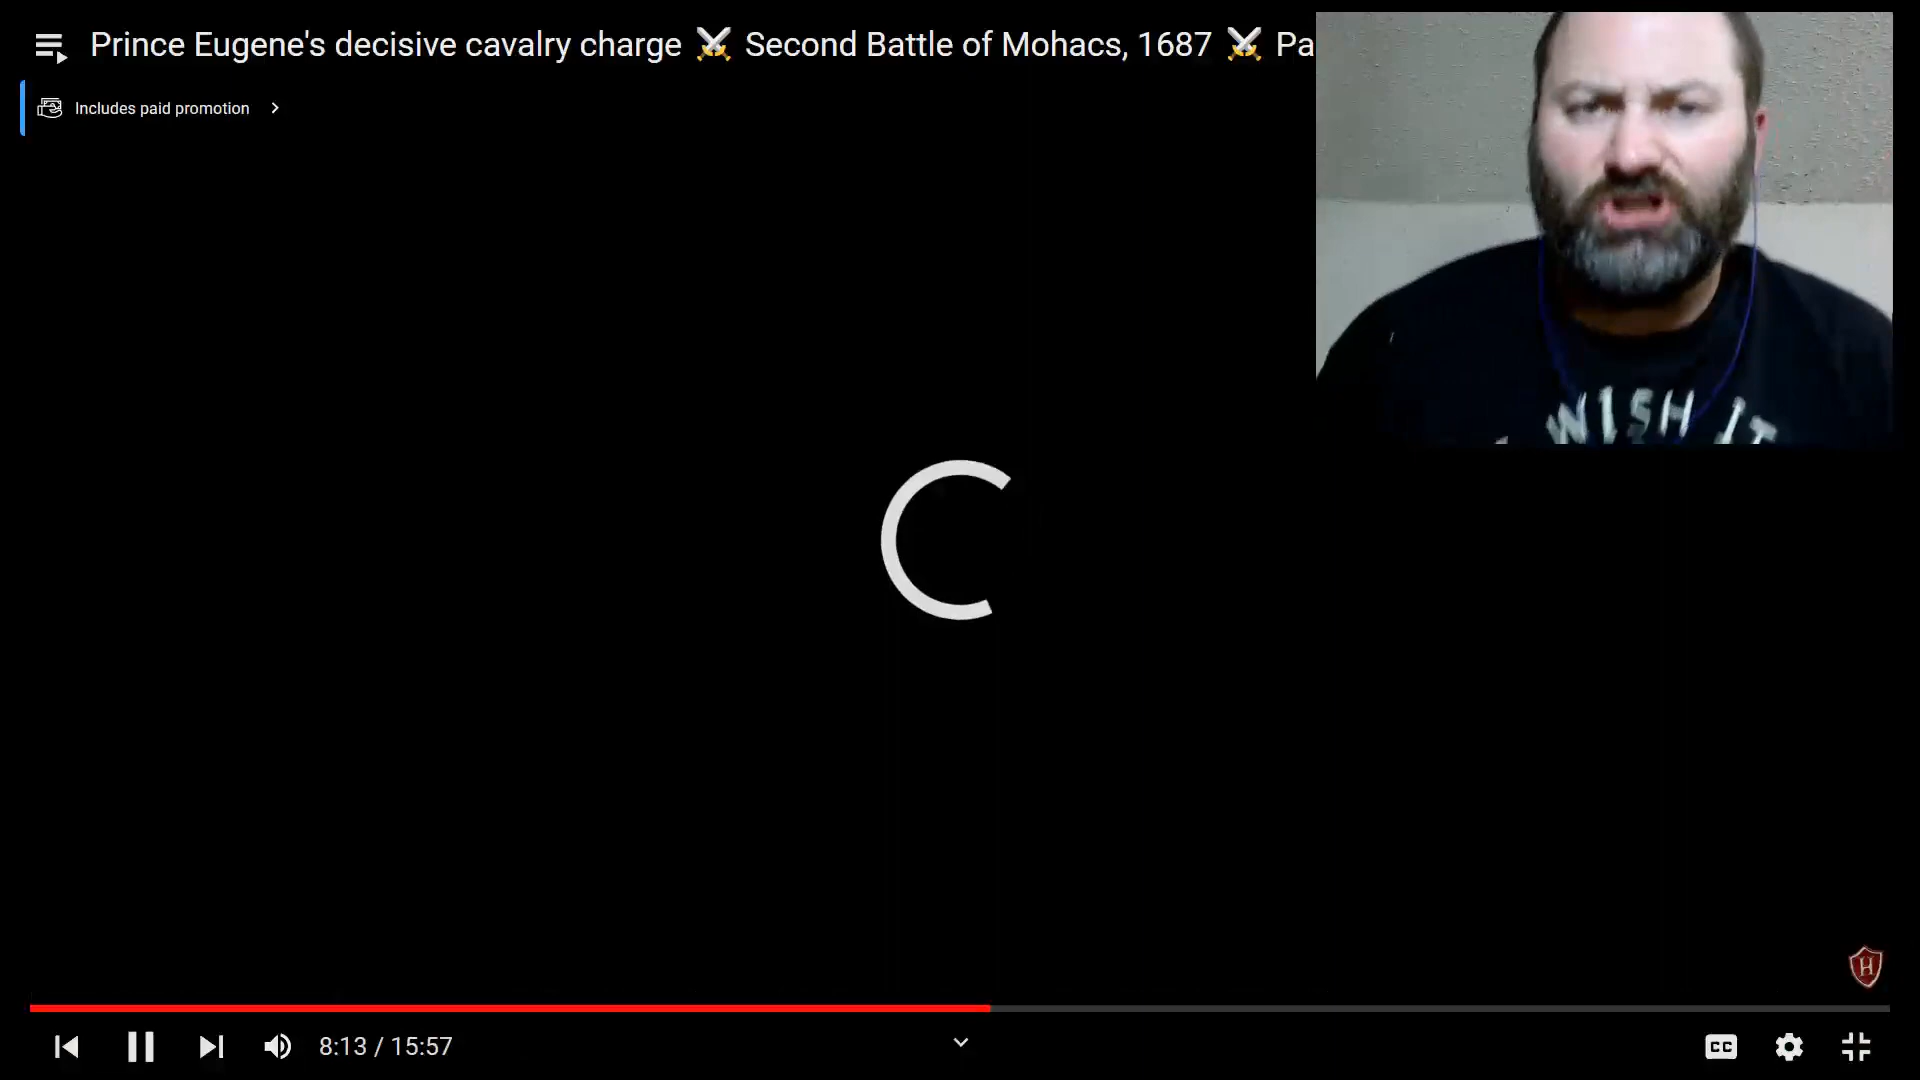 Prince Eugene's decisive cavalry charge ⚔️ Second Battle of Mohacs, 1687 ⚔️ Pa
Includes paid promotion
WISH IT
H
8:13 / 15:57
CC